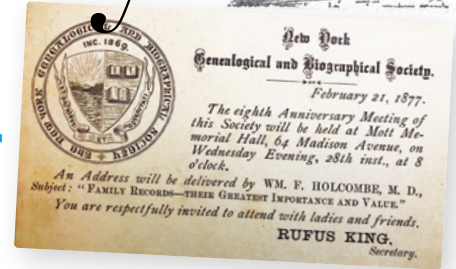 THE NEW YORK GENEALOGICAL AND BIOGRAPHICAL SOCIETY
INC. 1869.
New York
Genealogical and Biographical Society.
February 21, 1877.
The eighth Anniversary Meeting of
this Society will be held at Mott Me-
morial Hall, 64 Madison Avenue, on
Wednesday Evening, 28th inst., at 8
o'clock.
An Address will be delivered by WM. F. HOLCOMBE, M. D.,
Subject: "FAMILY RECORDS—THEIR GREATEST IMPORTANCE AND VALUE."
You are respectfully invited to attend with ladies and friends.
RUFUS KING,
Secretary.